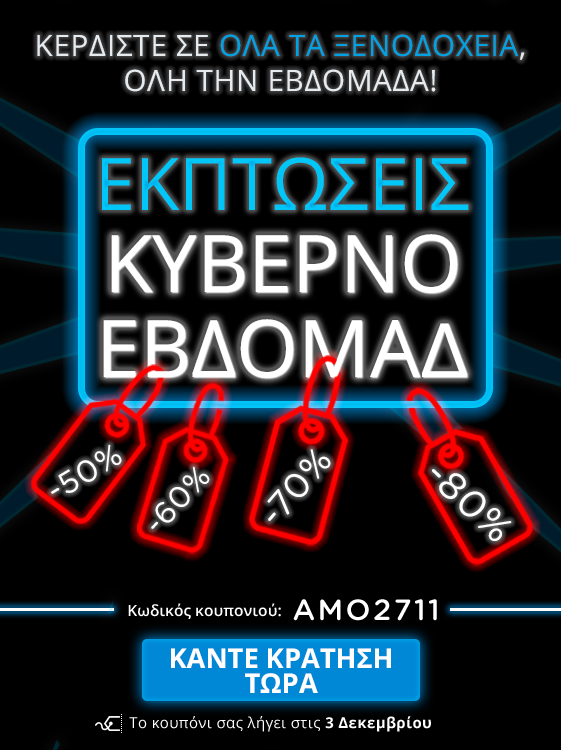 ΚΕΡΔΙΣΤΕ ΣΕ ΟΛΑ ΤΑ ΞΕΝΟΔΟΧΕΙΑ,
ΟΛΗ ΤΗΝ ΕΒΔΟΜΑΔΑ!
ΕΚΠΤΩΣΕΙΣ
ΚΥΒΕΡΝΟ
ΕΒΔΟΜΑΔ
-50%
-60%
-70%
-80%
Κωδικός κουπονιού: AMO2711
ΚΑΝΤΕ ΚΡΑΤΗΣΗ
ΤΩΡΑ
Το κουπόνι σας λήγει στις 3 Δεκεμβρίου